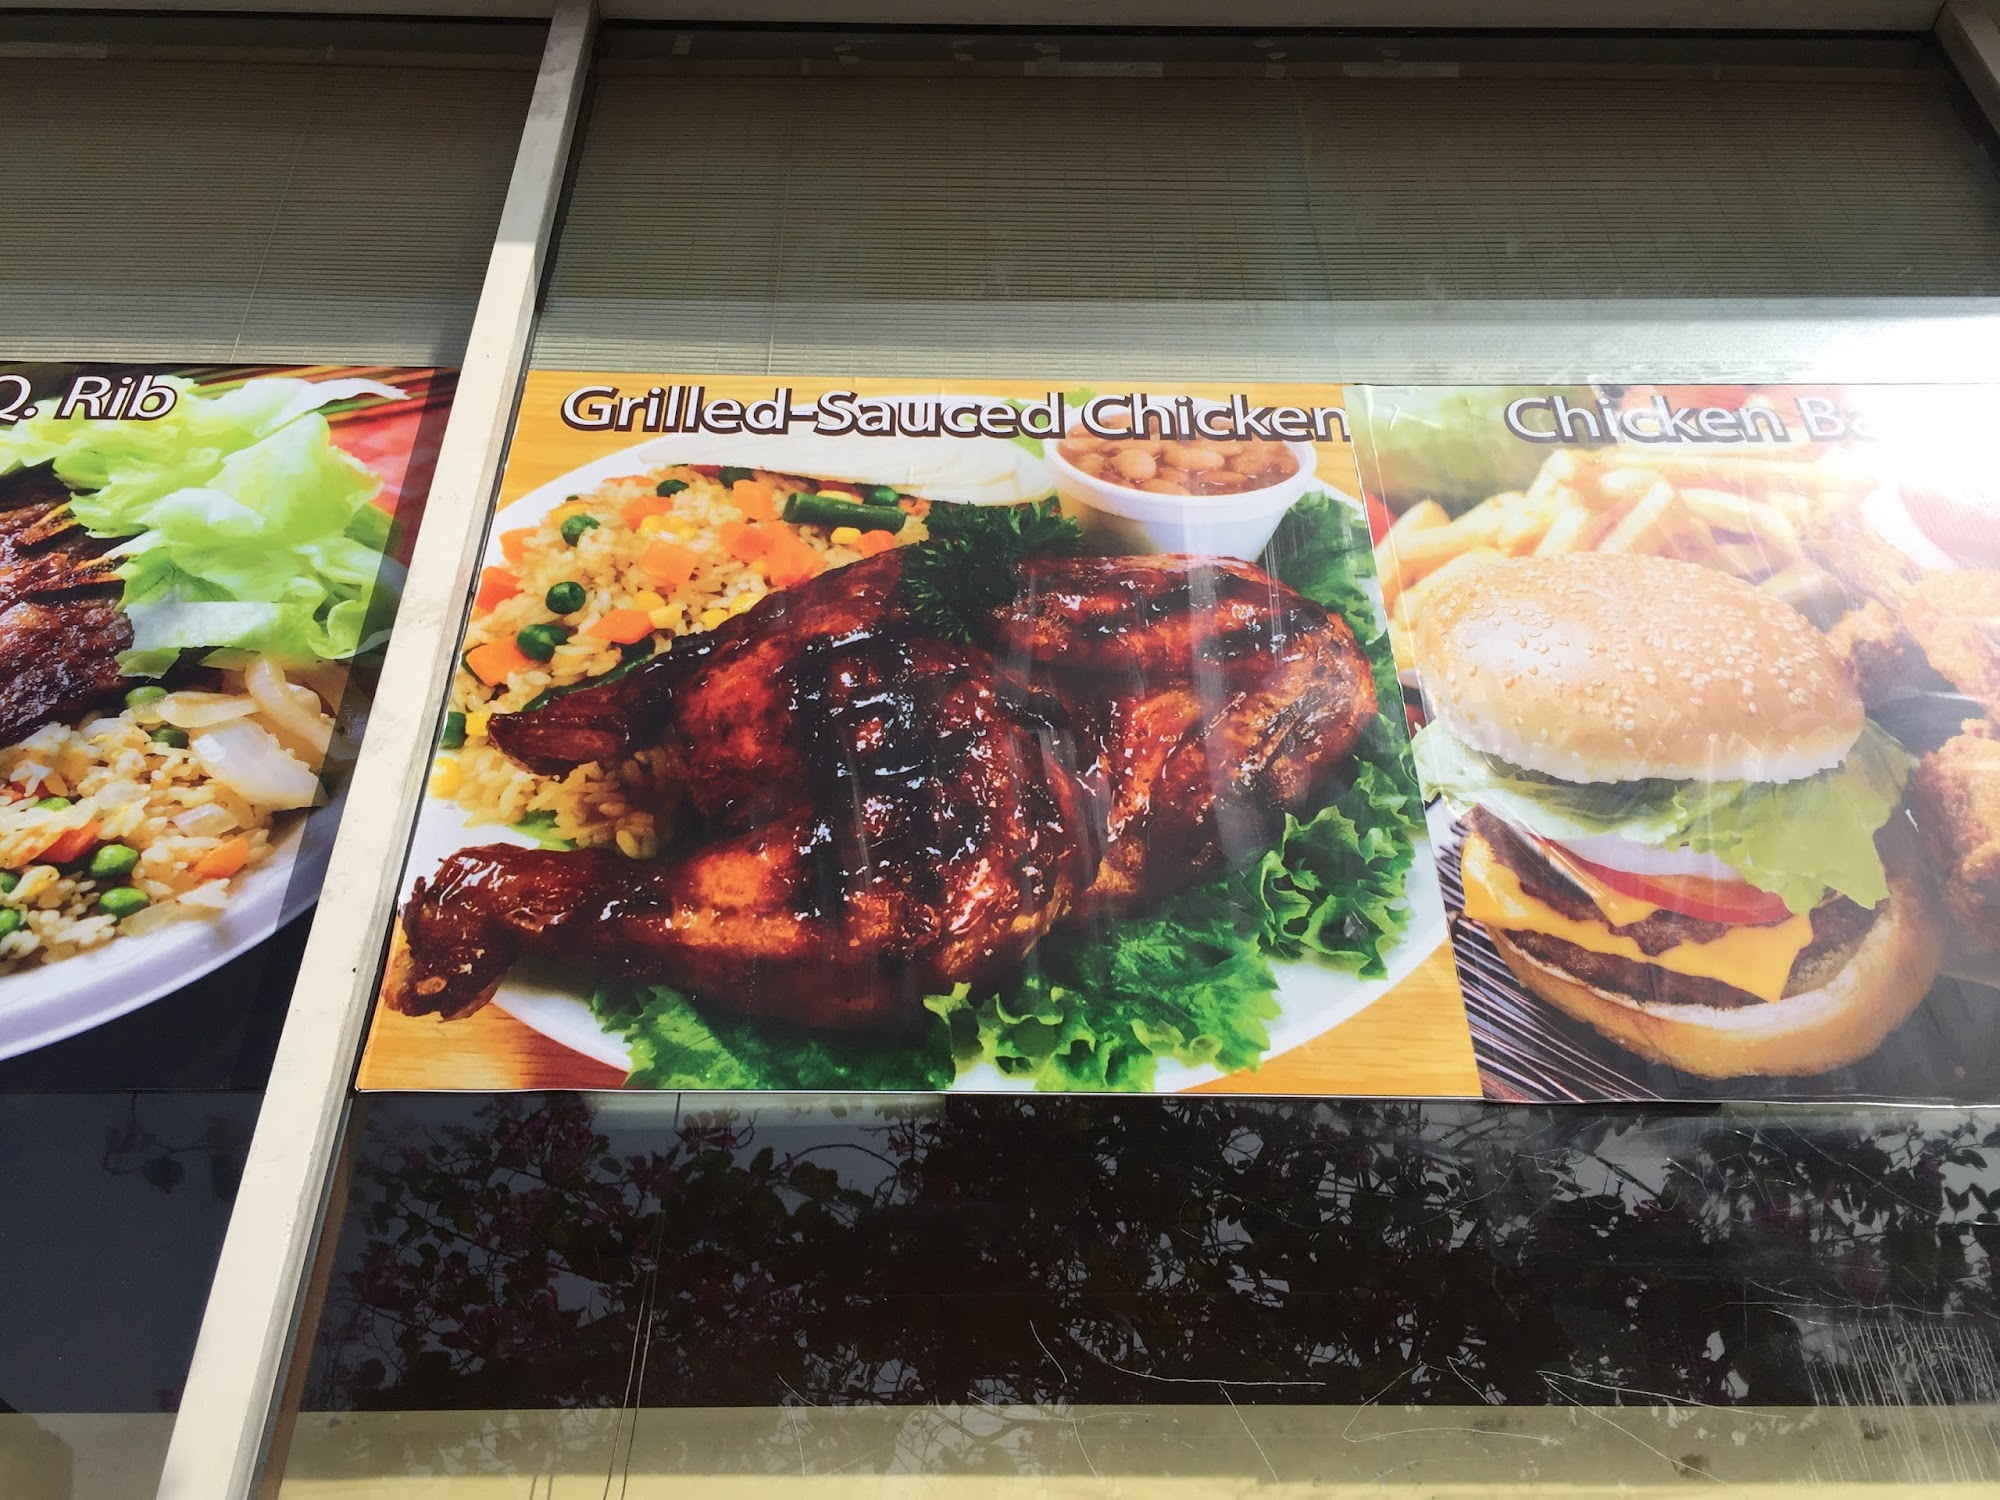 Q. Rib
Grilled-Sauced Chicken
Chicken